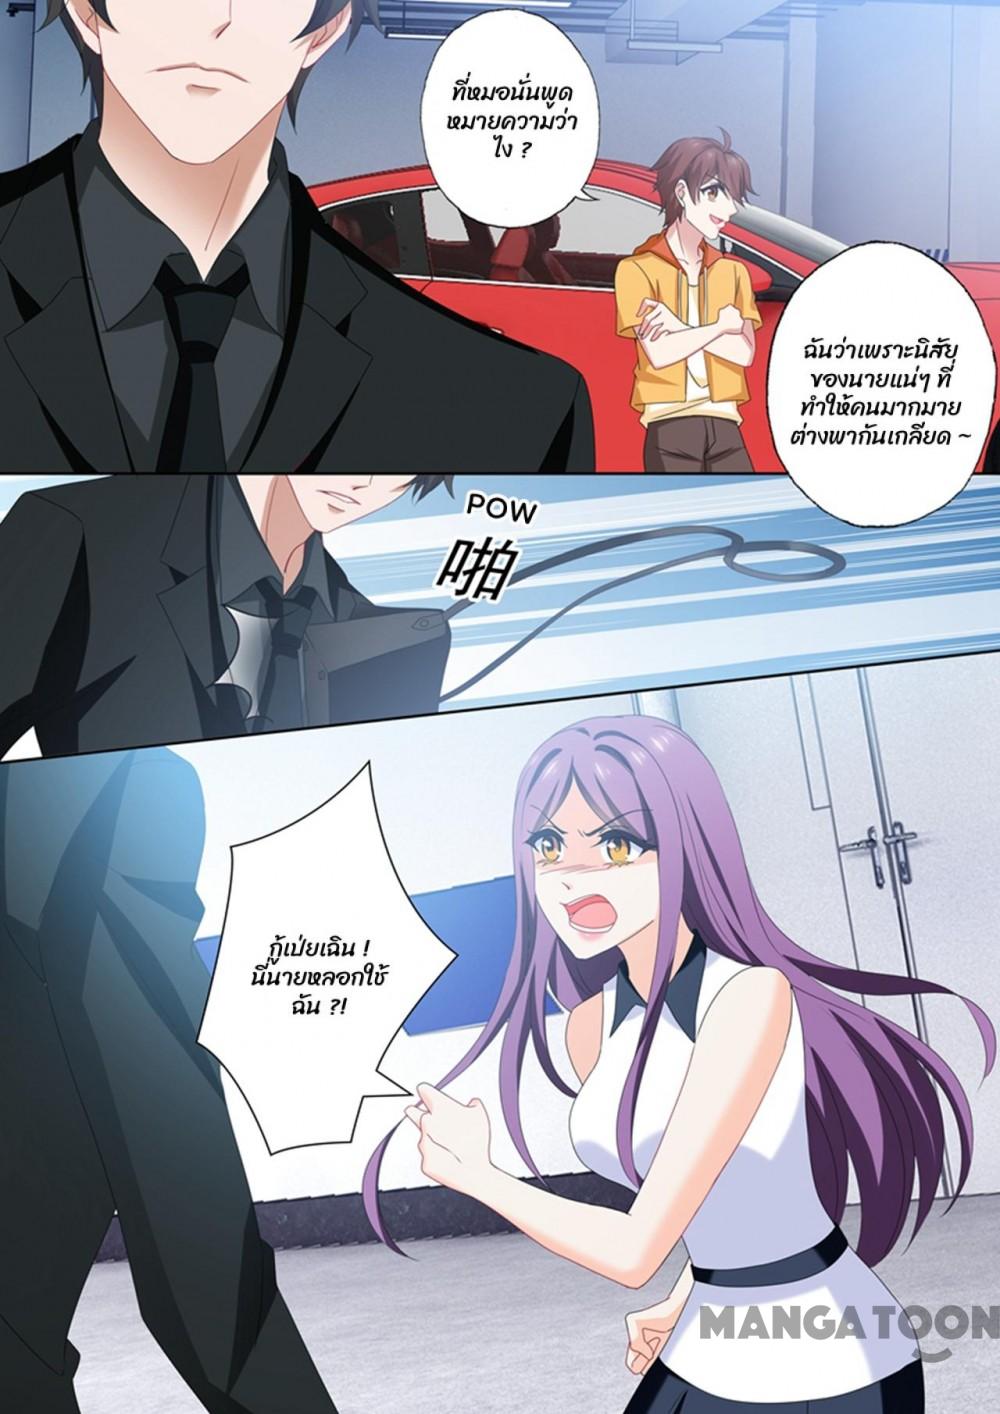 ที่หมอนั่นพูด
หมายความว่า
ไง ?
ฉันว่าเพราะนิสัย
ของนายแน่ๆ ที่
ทำให้คนมากมาย
ต่างพากันเกลียด ~
POW
啪
กู้เป่ยเฉิน !
นี่นายหลอกใช้
ฉัน ?!
MANGATOON